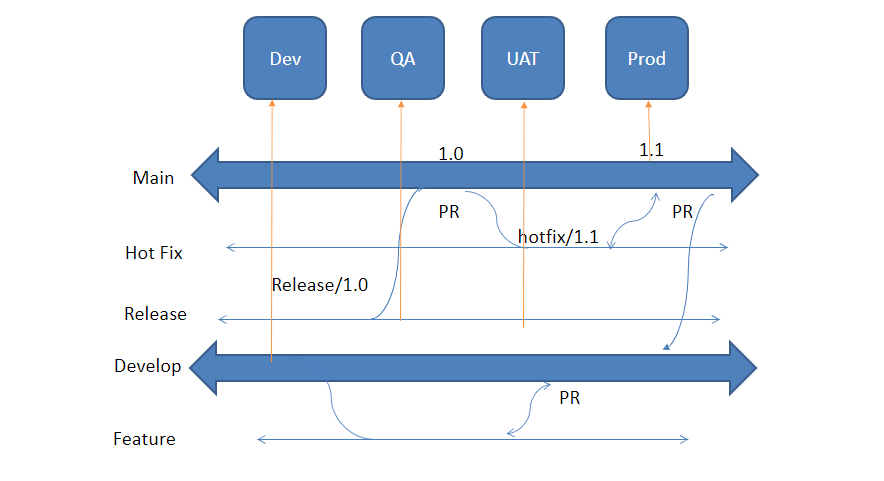 Dev
QA
UAT
Prod
1.0
1.1
Main
PR
PR
hotfix/1.1
Hot Fix
Release/1.0
Release
Develop
PR
Feature